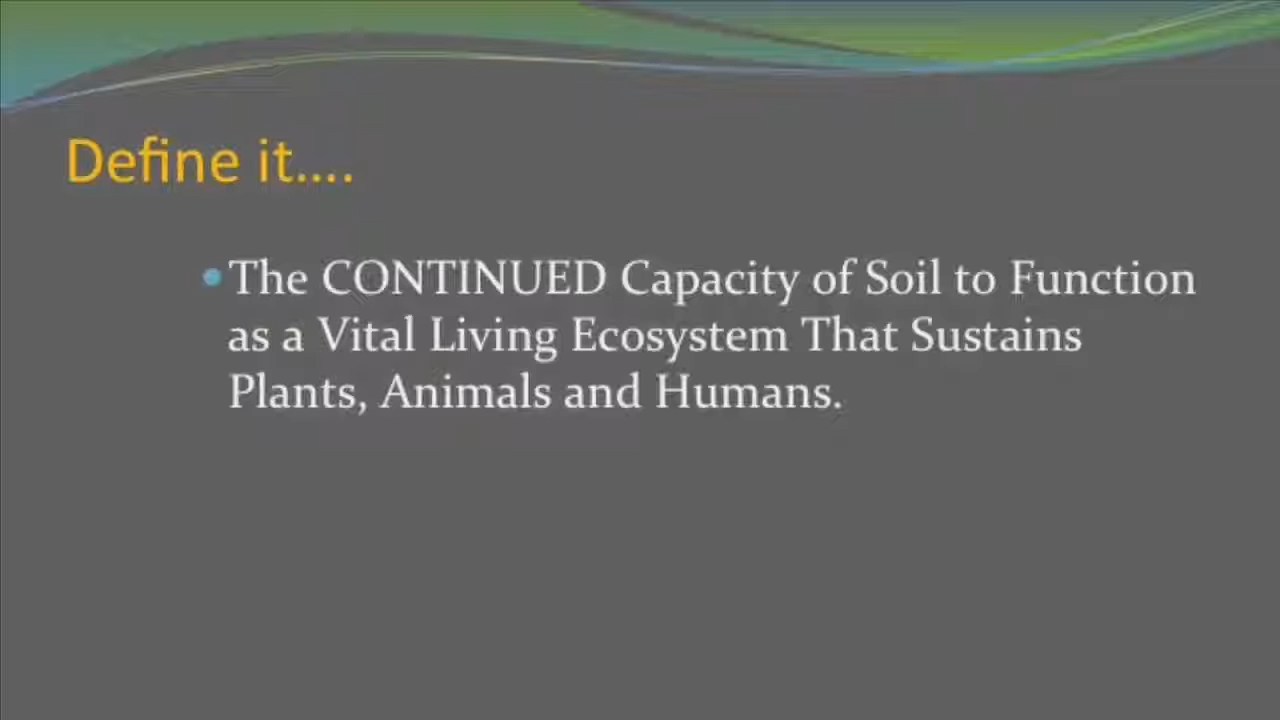 Define it....
• The CONTINUED Capacity of Soil to Function
as a Vital Living Ecosystem That Sustains
Plants, Animals and Humans.